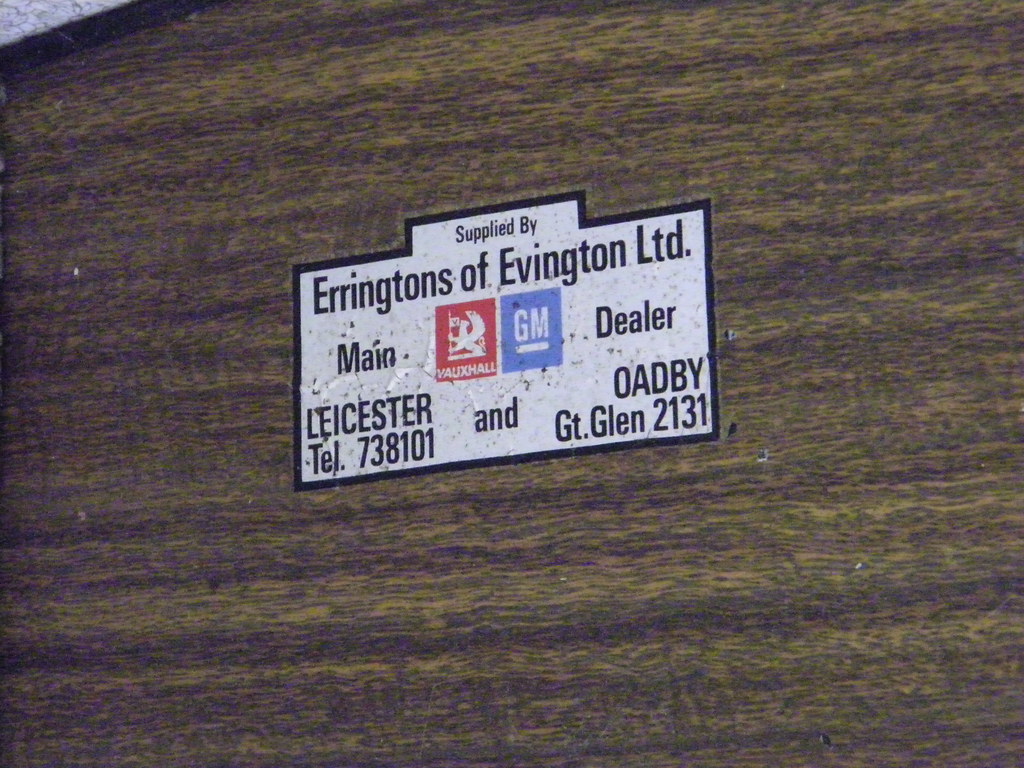 Supplied By
Erringtons of Evington Ltd.
Main VAUXHALL GM Dealer
LEICESTER and OADBY
Tel. 738101 Gt.Glen 2131